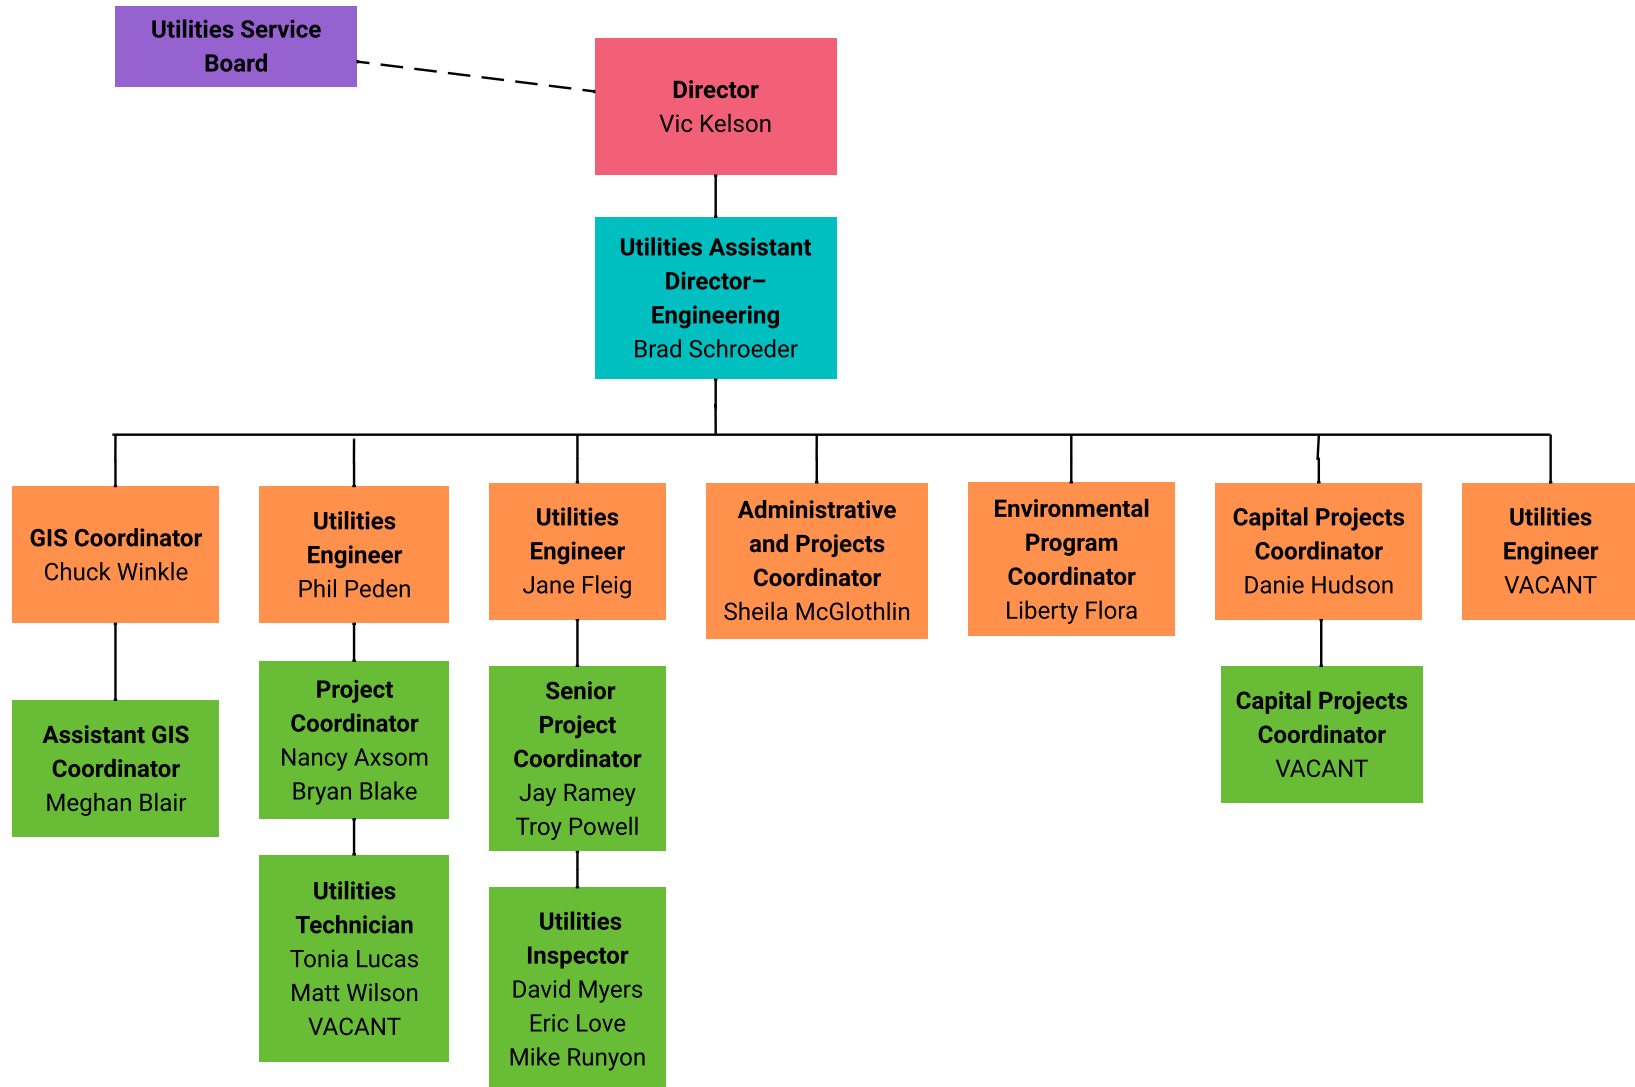 Utilities Service
Board
Director
Vic Kelson
Utilities Assistant
Director–
Engineering
Brad Schroeder
GIS Coordinator
Chuck Winkle
Utilities
Engineer
Phil Peden
Utilities
Engineer
Jane Fleig
Administrative
and Projects
Coordinator
Sheila McGlothlin
Environmental
Program
Coordinator
Liberty Flora
Capital Projects
Coordinator
Danie Hudson
Utilities
Engineer
VACANT
Assistant GIS
Coordinator
Meghan Blair
Project
Coordinator
Nancy Axsom
Bryan Blake
Senior
Project
Coordinator
Jay Ramey
Troy Powell
Capital Projects
Coordinator
VACANT
Utilities
Technician
Tonia Lucas
Matt Wilson
VACANT
Utilities
Inspector
David Myers
Eric Love
Mike Runyon